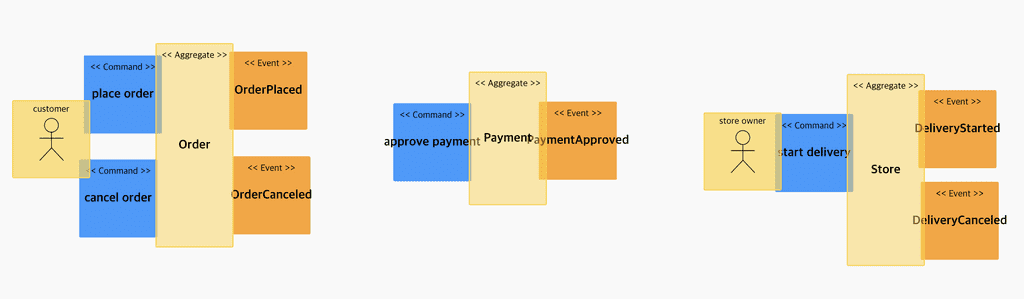 customer
<< Command >>
place order
<< Command >>
cancel order
<< Aggregate >>
Order
<< Event >>
OrderPlaced
<< Event >>
OrderCanceled
<< Command >>
approve payment
<< Aggregate >>
Payment
<< Event >>
PaymentApproved
store owner
<< Command >>
start delivery
<< Aggregate >>
Store
<< Event >>
DeliveryStarted
<< Event >>
DeliveryCanceled